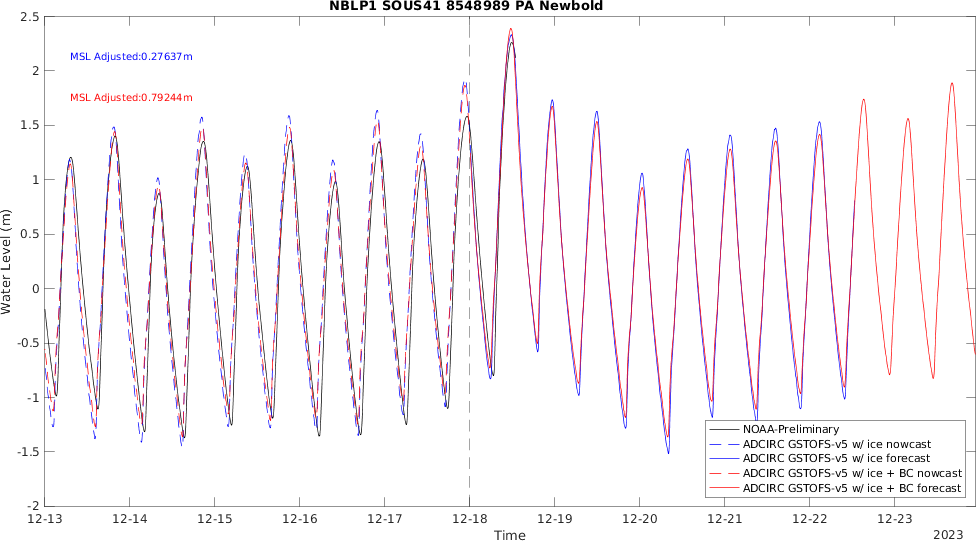 NBLP1 SOUS41 8548989 PA Newbold
2.5
2
1.5
1
0.5
0
-0.5
-1
-1.5
-2
Water Level (m)
MSL Adjusted:0.27637m
MSL Adjusted:0.79244m
NOAA-Preliminary
ADCIRC GSTOFS-v5 w/ ice nowcast
ADCIRC GSTOFS-v5 w/ ice forecast
ADCIRC GSTOFS-v5 w/ ice + BC nowcast
ADCIRC GSTOFS-v5 w/ ice + BC forecast
12-13 12-14 12-15 12-16 12-17 12-18 12-19 12-20 12-21 12-22 12-23
Time
2023